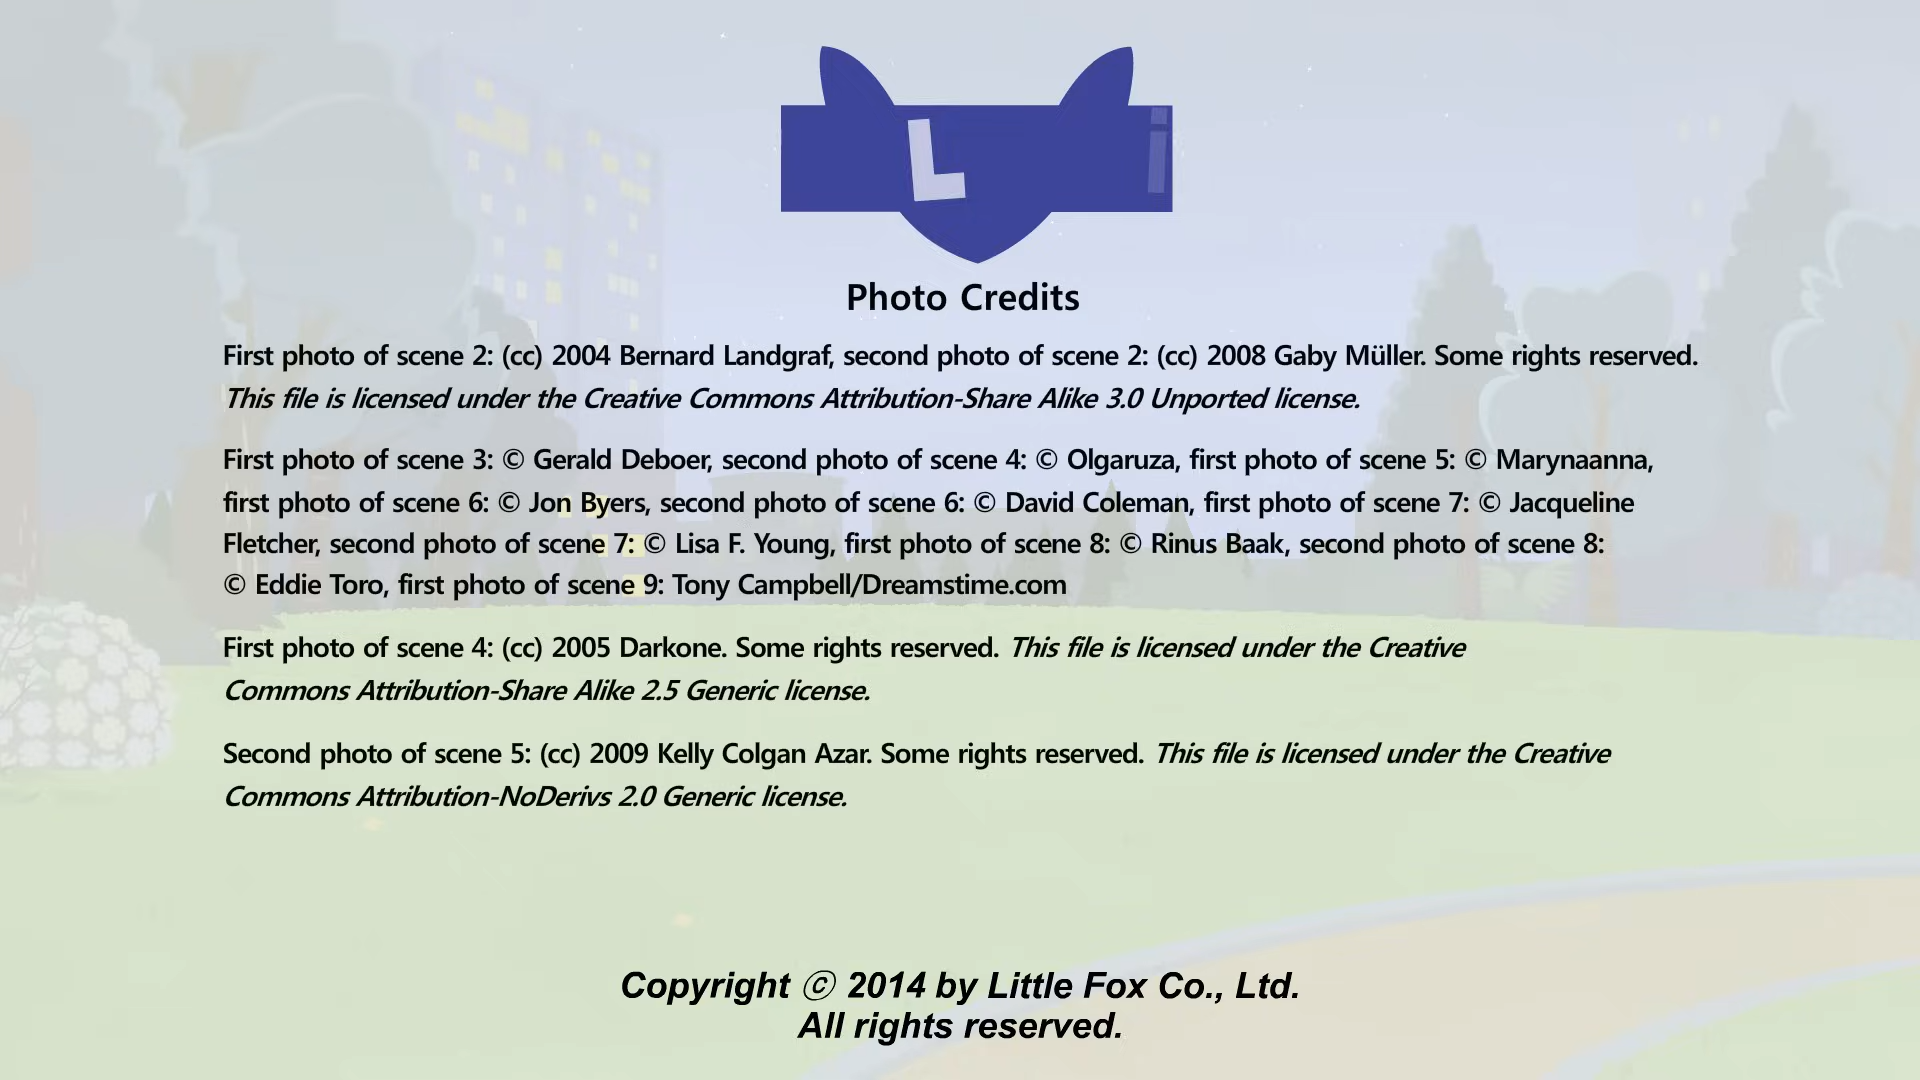 L i
Photo Credits
First photo of scene 2: (cc) 2004 Bernard Landgraf, second photo of scene 2: (cc) 2008 Gaby Müller. Some rights reserved.
This file is licensed under the Creative Commons Attribution-Share Alike 3.0 Unported license.
First photo of scene 3: © Gerald Deboer, second photo of scene 4: © Olgaruza, first photo of scene 5: © Marynaanna,
first photo of scene 6: © Jon Byers, second photo of scene 6: © David Coleman, first photo of scene 7: © Jacqueline
Fletcher, second photo of scene 7: © Lisa F. Young, first photo of scene 8: © Rinus Baak, second photo of scene 8:
© Eddie Toro, first photo of scene 9: Tony Campbell/Dreamstime.com
First photo of scene 4: (cc) 2005 Darkone. Some rights reserved. This file is licensed under the Creative
Commons Attribution-Share Alike 2.5 Generic license.
Second photo of scene 5: (cc) 2009 Kelly Colgan Azar. Some rights reserved. This file is licensed under the Creative
Commons Attribution-NoDerivs 2.0 Generic license.
Copyright ⓒ 2014 by Little Fox Co., Ltd.
All rights reserved.